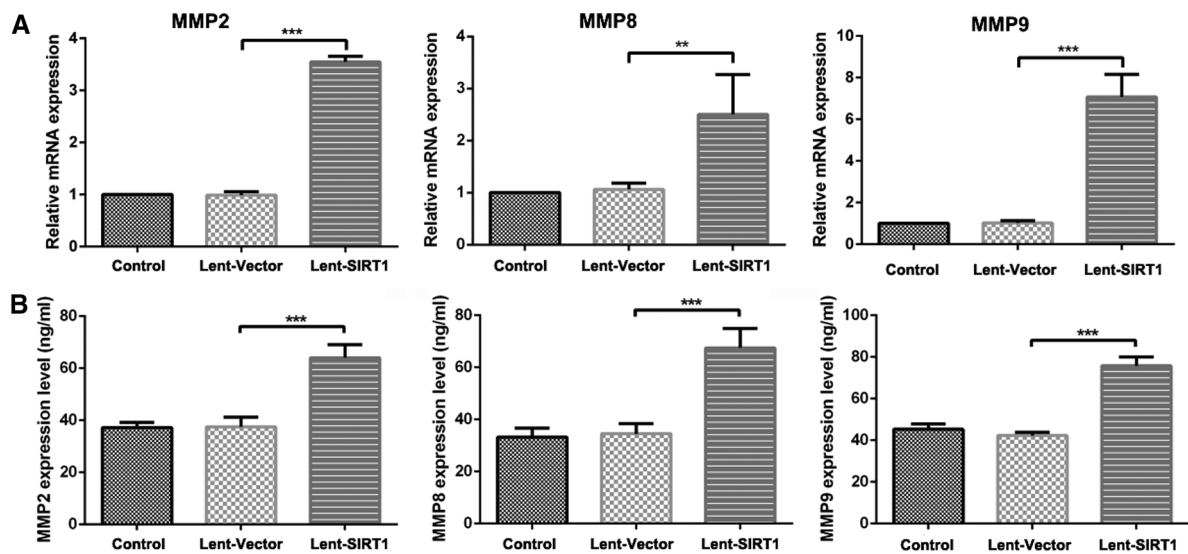 A
MMP2
MMP8
MMP9
Relative mRNA expression
4
3
2
1
0
***
Control Lent-Vector Lent-SIRT1
Relative mRNA expression
4
3
2
1
0
**
Control Lent-Vector Lent-SIRT1
Relative mRNA expression
10
8
6
4
2
0
***
Control Lent-Vector Lent-SIRT1
B
MMP2 expression level (ng/ml)
80
60
40
20
0
***
Control Lent-Vector Lent-SIRT1
MMP8 expression level (ng/ml)
80
60
40
20
0
***
Control Lent-Vector Lent-SIRT1
MMP9 expression level (ng/ml)
100
80
60
40
20
0
***
Control Lent-Vector Lent-SIRT1